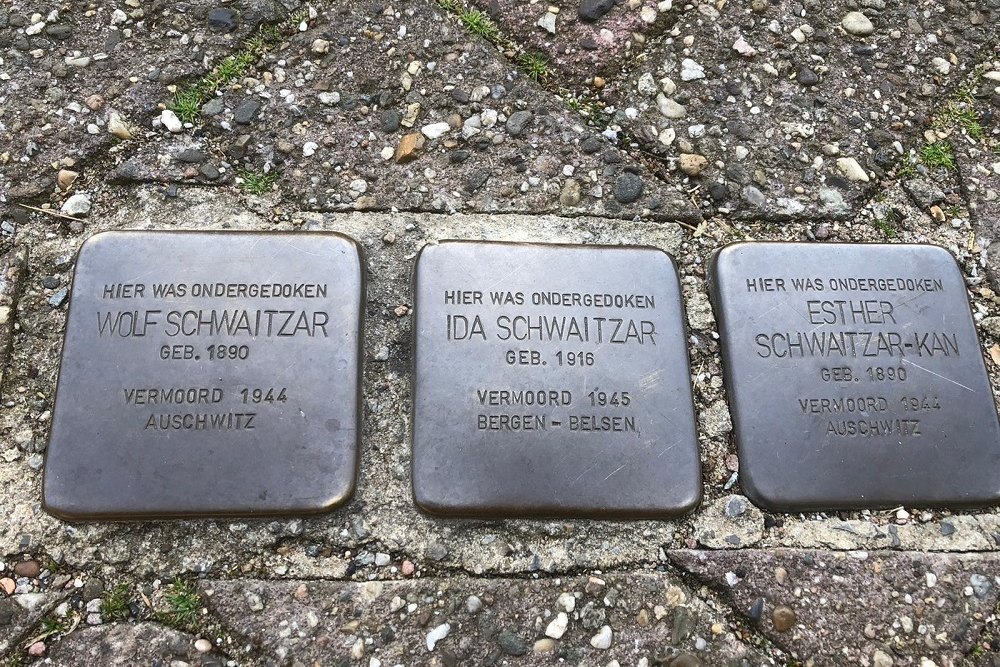 HIER WAS ONDERGEDOKEN
WOLF SCHWAITZAR
GEB. 1890
VERMOORD 1944
AUSCHWITZ
HIER WAS ONDERGEDOKEN
IDA SCHWAITZAR
GEB. 1916
VERMOORD 1945
BERGEN - BELSEN
HIER WAS ONDERGEDOKEN
ESTHER
SCHWAITZAR-KAN
GEB. 1890
VERMOORD 1944
AUSCHWITZ